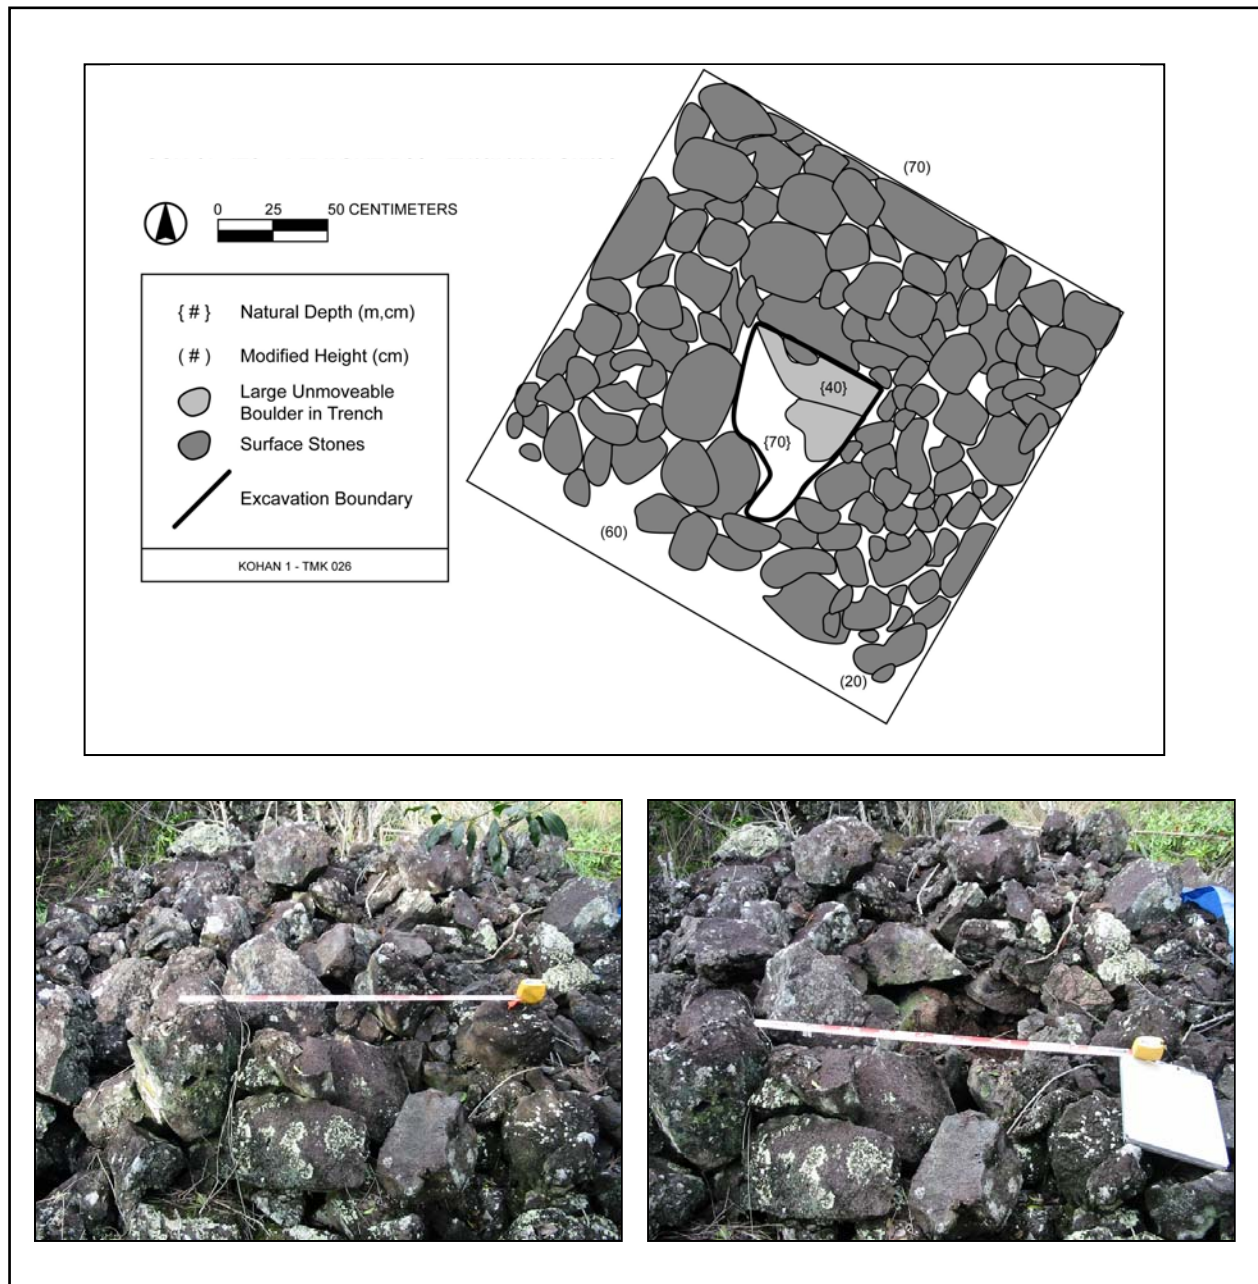 (70)
0 25 50 CENTIMETERS
{ # } Natural Depth (m,cm)
( # ) Modified Height (cm)
Large Unmoveable
Boulder in Trench
Surface Stones
Excavation Boundary
KOHAN 1 - TMK 026
{40}
{70}
(60)
(20)